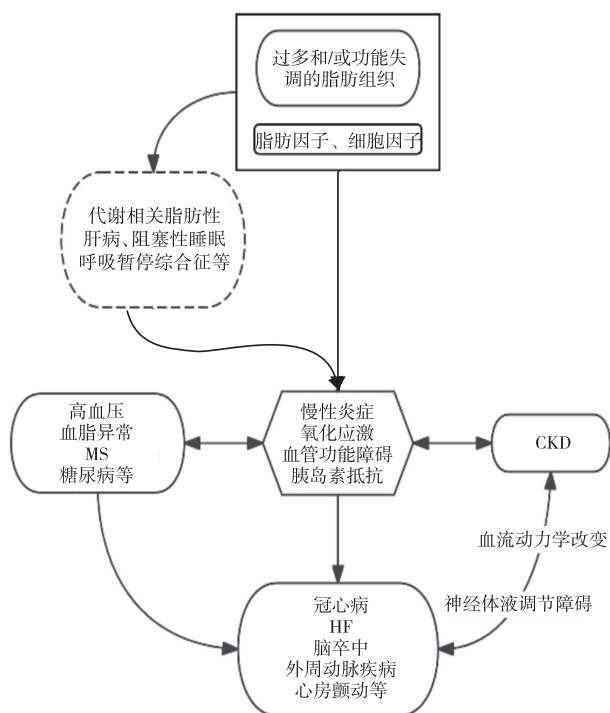 过多和/或功能失
调的脂肪组织
脂肪因子、细胞因子
代谢相关脂肪性
肝病、阻塞性睡眠
呼吸暂停综合征等
高血压
血脂异常
MS
糖尿病等
慢性炎症
氧化应激
血管功能障碍
胰岛素抵抗
CKD
血流动力学改变
神经体液调节障碍
冠心病
HF
脑卒中
外周动脉疾病
心房颤动等